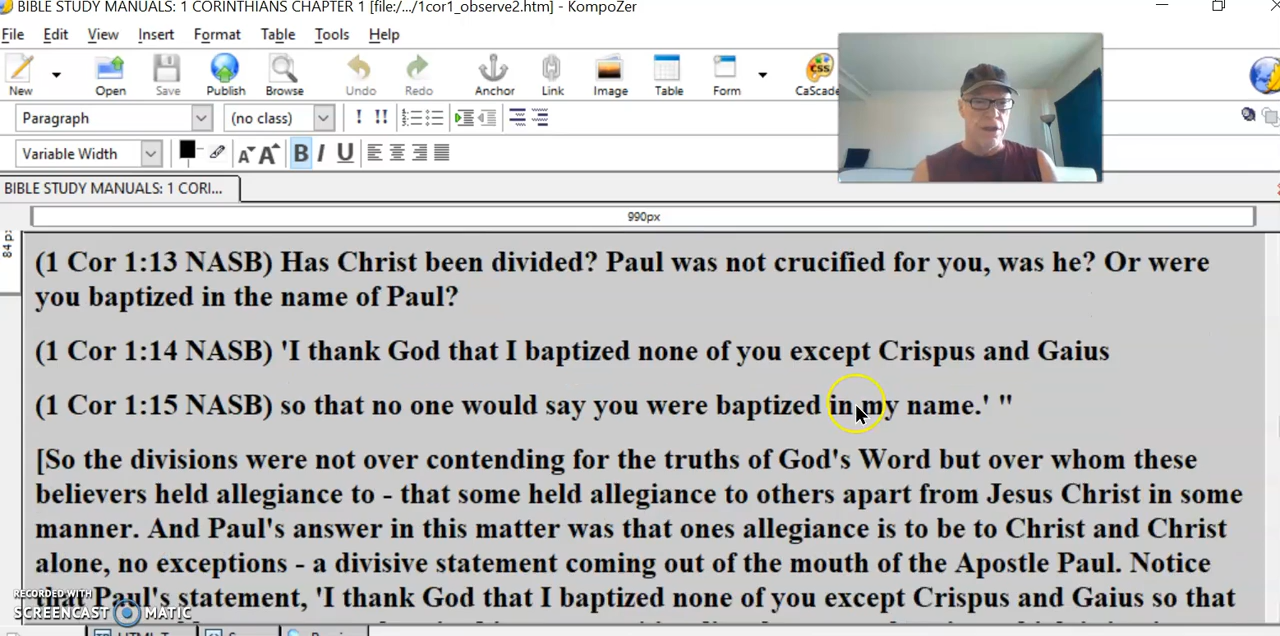 BIBLE STUDY MANUALS: 1 CORINTHIANS CHAPTER 1 [file:/.../1cor1_observe2.htm] - KompoZer
File Edit View Insert Format Table Tools Help
New Open Save Publish Browse Undo Redo Anchor Link Image Table Form CaScade
CSS
Paragraph (no class) ! !!
Variable Width A A B I U
BIBLE STUDY MANUALS: 1 CORI...
990px
84 p:
(1 Cor 1:13 NASB) Has Christ been divided? Paul was not crucified for you, was he? Or were
you baptized in the name of Paul?
(1 Cor 1:14 NASB) 'I thank God that I baptized none of you except Crispus and Gaius
(1 Cor 1:15 NASB) so that no one would say you were baptized in my name.' "
[So the divisions were not over contending for the truths of God's Word but over whom these
believers held allegiance to - that some held allegiance to others apart from Jesus Christ in some
manner. And Paul's answer in this matter was that ones allegiance is to be to Christ and Christ
alone, no exceptions - a divisive statement coming out of the mouth of the Apostle Paul. Notice
Paul's statement, 'I thank God that I baptized none of you except Crispus and Gaius so that
RECORDED WITH
SCREENCAST MATIC